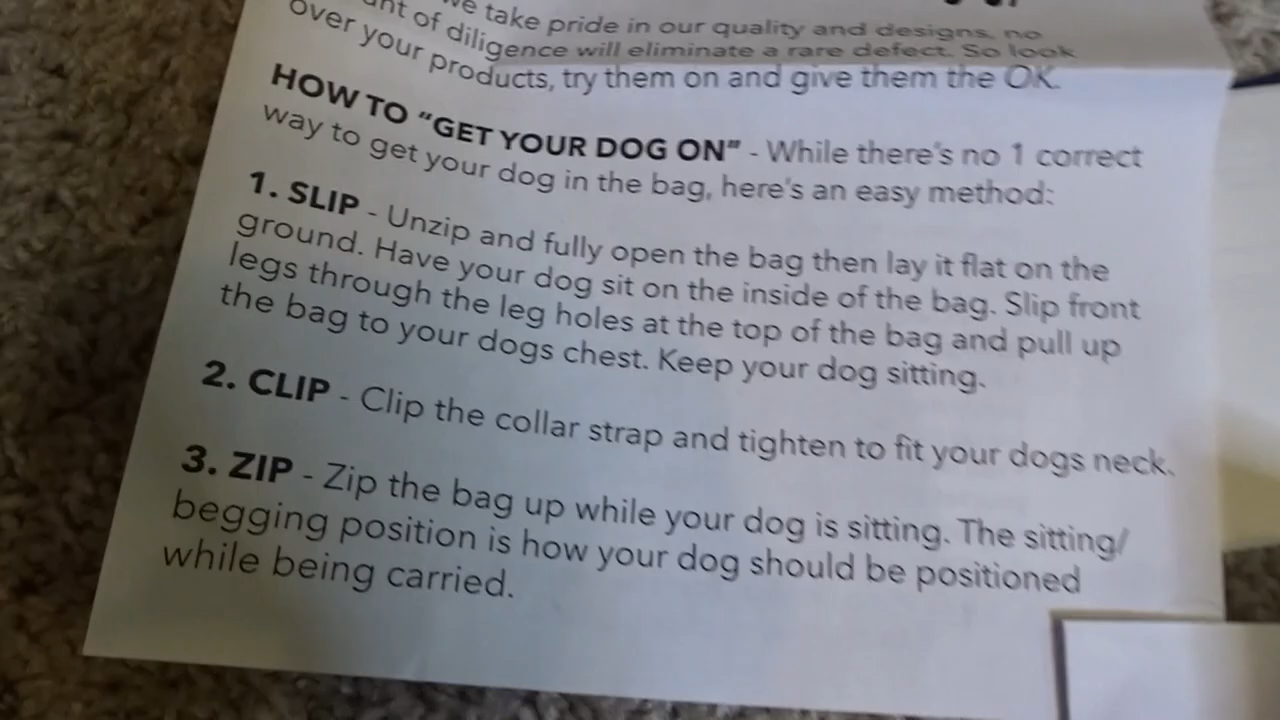 we take pride in our quality and designs, no
of diligence will eliminate a rare defect. So look
over your products, try them on and give them the OK.
HOW TO “GET YOUR DOG ON” - While there's no 1 correct
way to get your dog in the bag, here's an easy method:
1. SLIP - Unzip and fully open the bag then lay it flat on the
ground. Have your dog sit on the inside of the bag. Slip front
legs through the leg holes at the top of the bag and pull up
the bag to your dogs chest. Keep your dog sitting.
2. CLIP - Clip the collar strap and tighten to fit your dogs neck.
3. ZIP - Zip the bag up while your dog is sitting. The sitting/
begging position is how your dog should be positioned
while being carried.